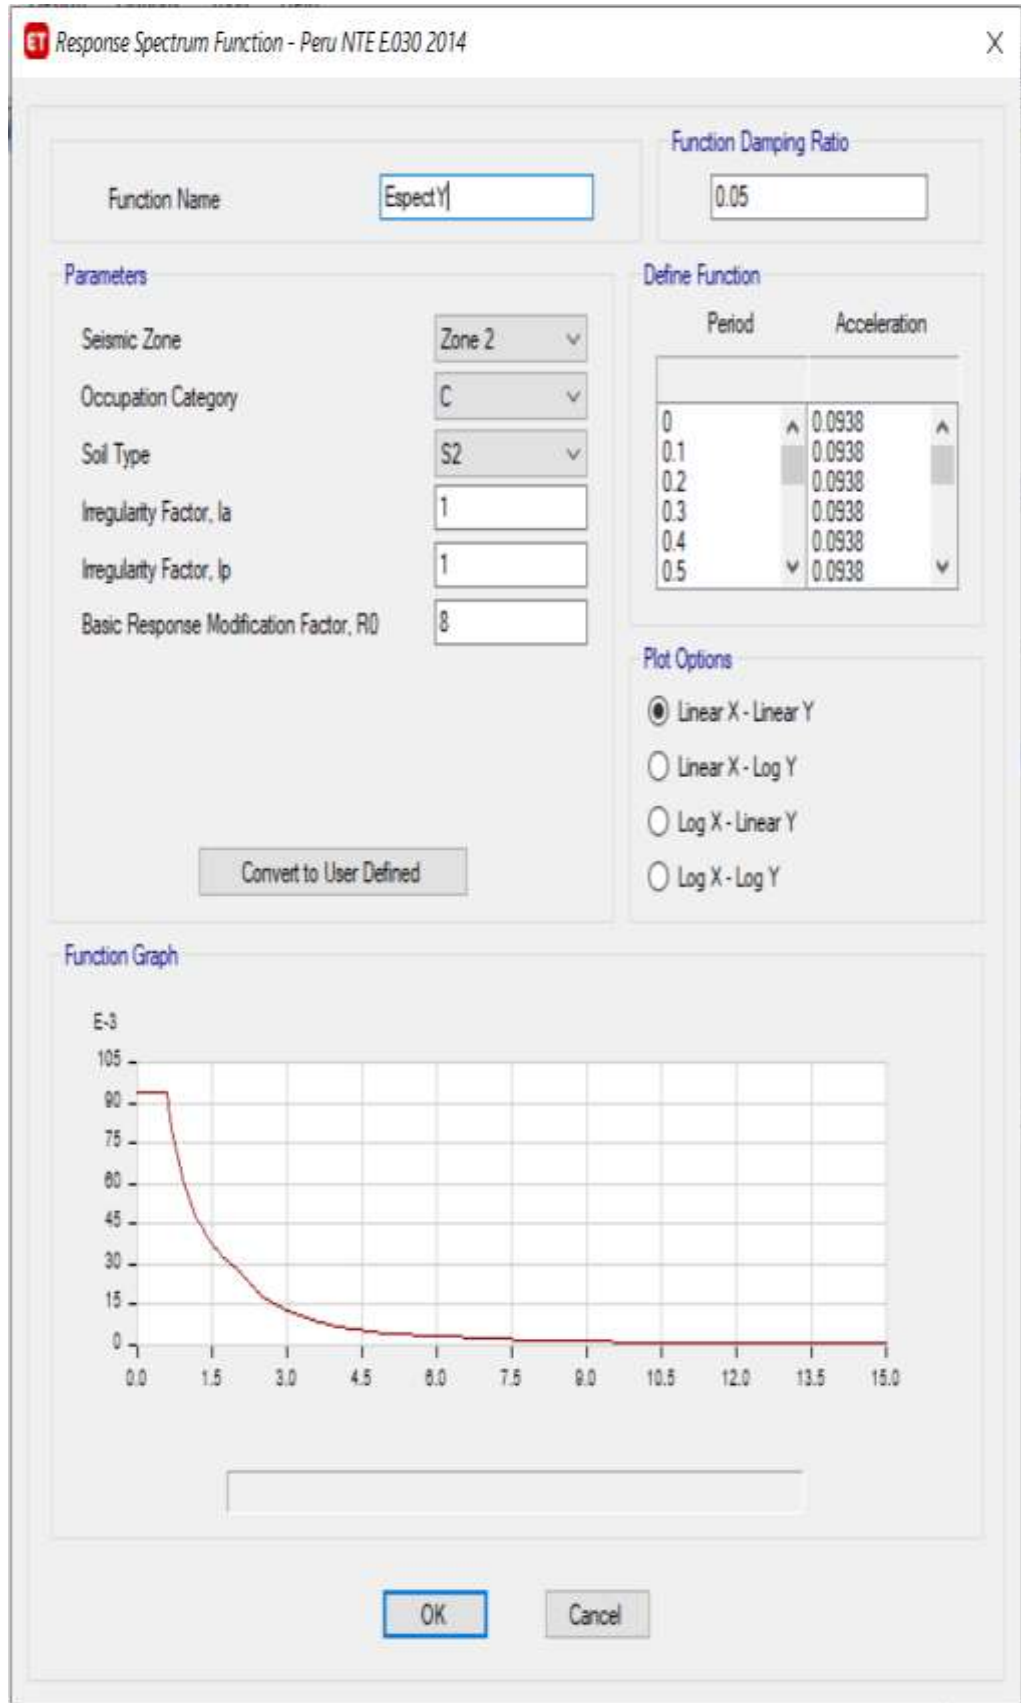 ET Response Spectrum Function - Peru NTE E.030 2014 X
Function Name EspectY
Function Damping Ratio
0.05
Parameters
Seismic Zone Zone 2
Occupation Category C
Soil Type S2
Irregularity Factor, Ia 1
Irregularity Factor, Ip 1
Basic Response Modification Factor, R0 8
Convert to User Defined
Define Function
Period Acceleration
0 0.0938
0.1 0.0938
0.2 0.0938
0.3 0.0938
0.4 0.0938
0.5 0.0938
Plot Options
Linear X - Linear Y
Linear X - Log Y
Log X - Linear Y
Log X - Log Y
Function Graph
E-3
105
90
75
60
45
30
15
0
0.0 1.5 3.0 4.5 6.0 7.5 9.0 10.5 12.0 13.5 15.0
OK Cancel